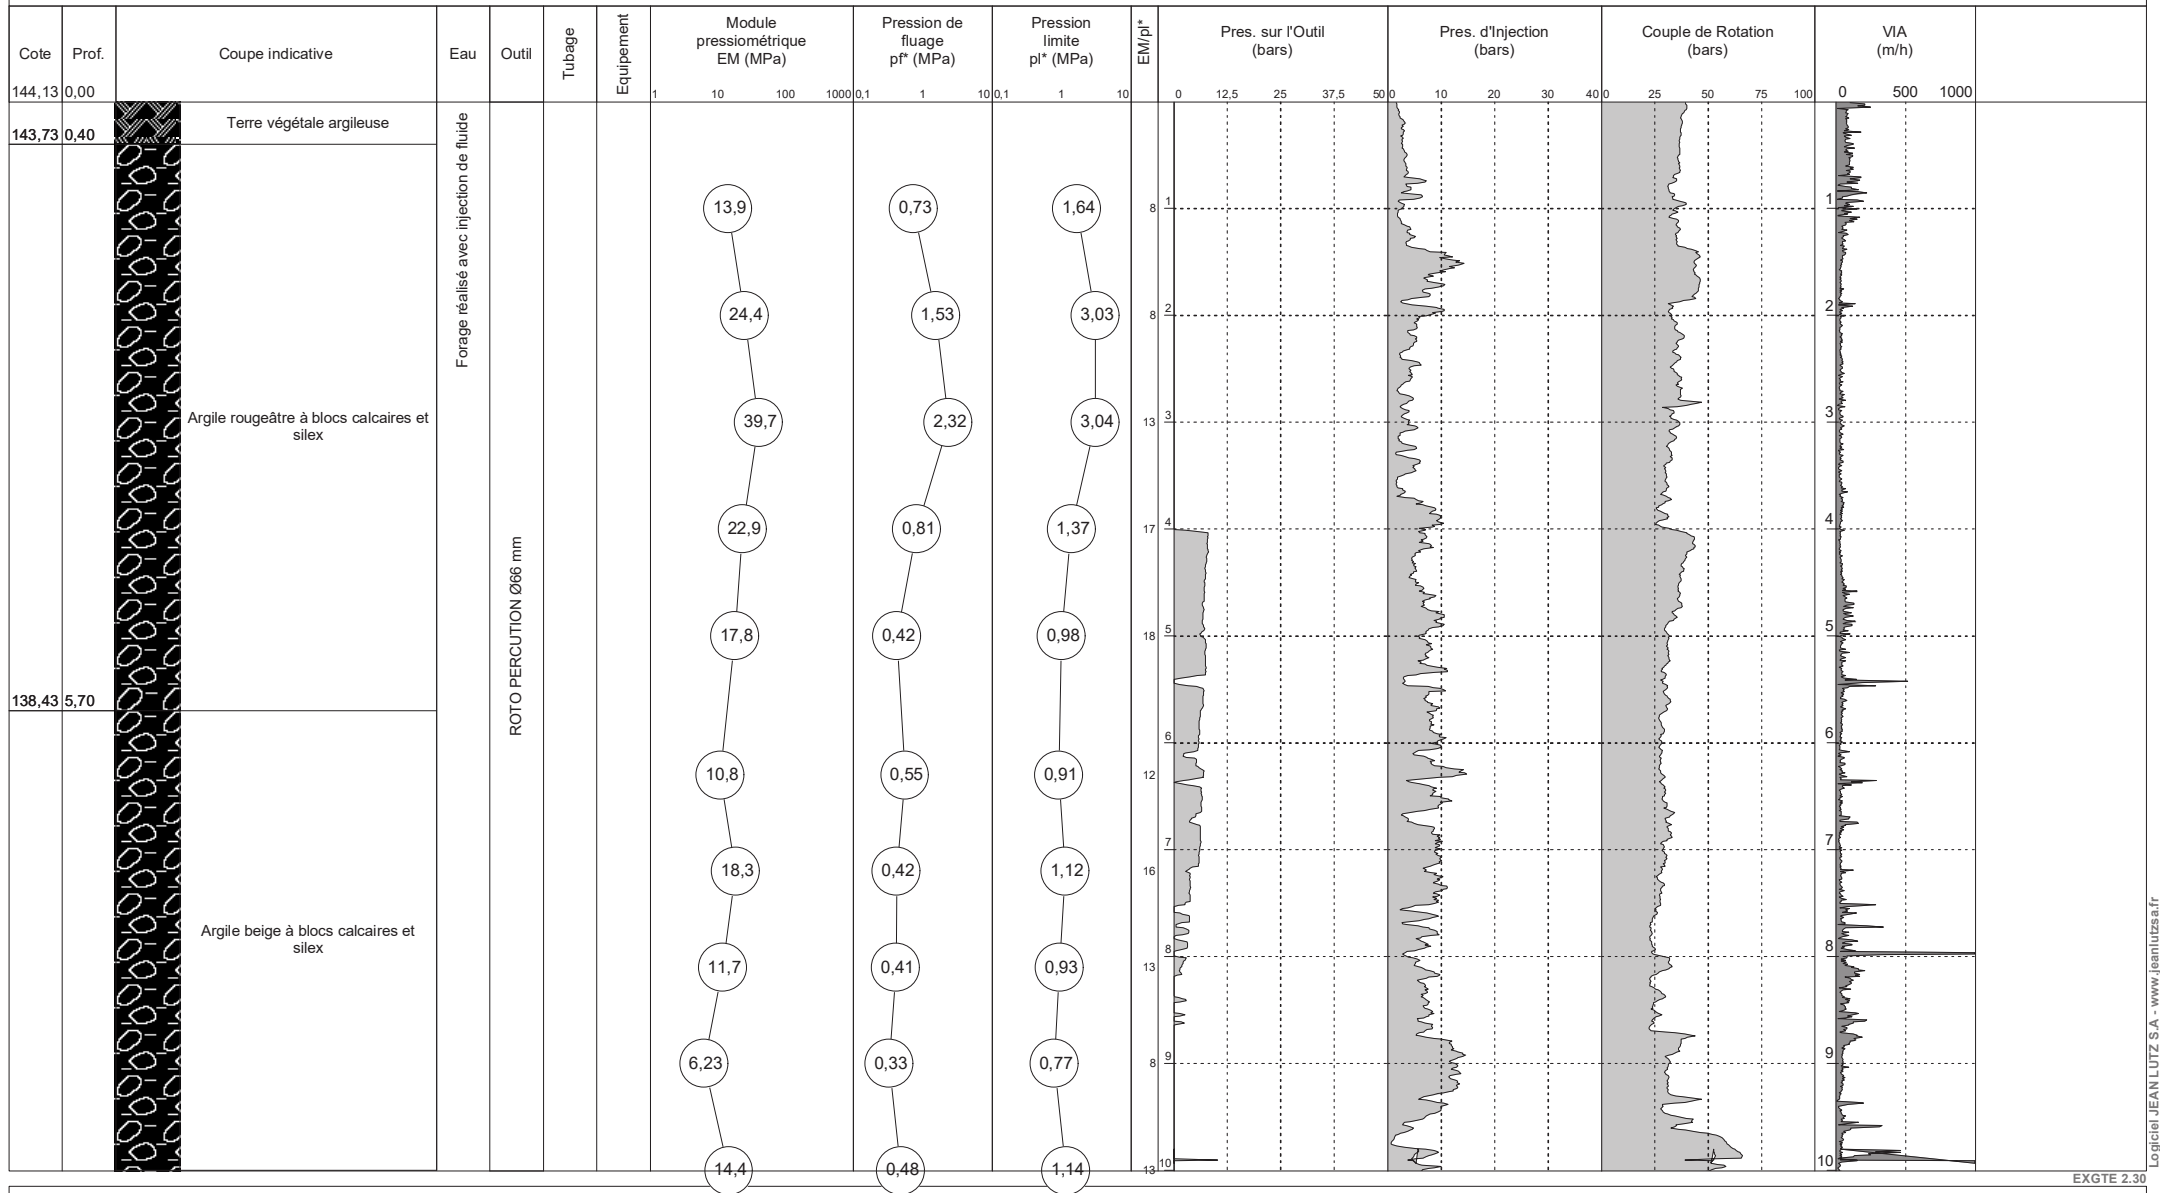 Cote
Prof.
Coupe indicative
Eau
Outil
Tubage
Equipement
Module
pressiométrique
EM (MPa)
Pression de
fluage
pf* (MPa)
Pression
limite
pl* (MPa)
EM/pl*
Pres. sur l'Outil
(bars)
Pres. d'Injection
(bars)
Couple de Rotation
(bars)
VIA
(m/h)
144,13 0,00
1 10 100 1000
0,1 1 10
0,1 1 10
0 12,5 25 37,5 50
0 10 20 30 40
0 25 50 75 100
0 500 1000
Terre végétale argileuse
143,73 0,40
Forage réalisé avec injection de fluide
ROTO PERCUTION Ø66 mm
13,9 0,73 1,64 8 1 1
24,4 1,53 3,03 8 2 2
Argile rougeâtre à blocs calcaires et
silex
39,7 2,32 3,04 13 3 3
22,9 0,81 1,37 17 4 4
17,8 0,42 0,98 18 5 5
138,43 5,70
6 6
10,8 0,55 0,91 12
7 7
18,3 0,42 1,12 16
Argile beige à blocs calcaires et
silex
8 8
11,7 0,41 0,93 13
6,23 0,33 0,77 8 9 9
14,4 0,48 1,14 13 10 10
Logiciel JEAN LUTZ S.A - www.jeanlutzsa.fr
EXGTE 2.30